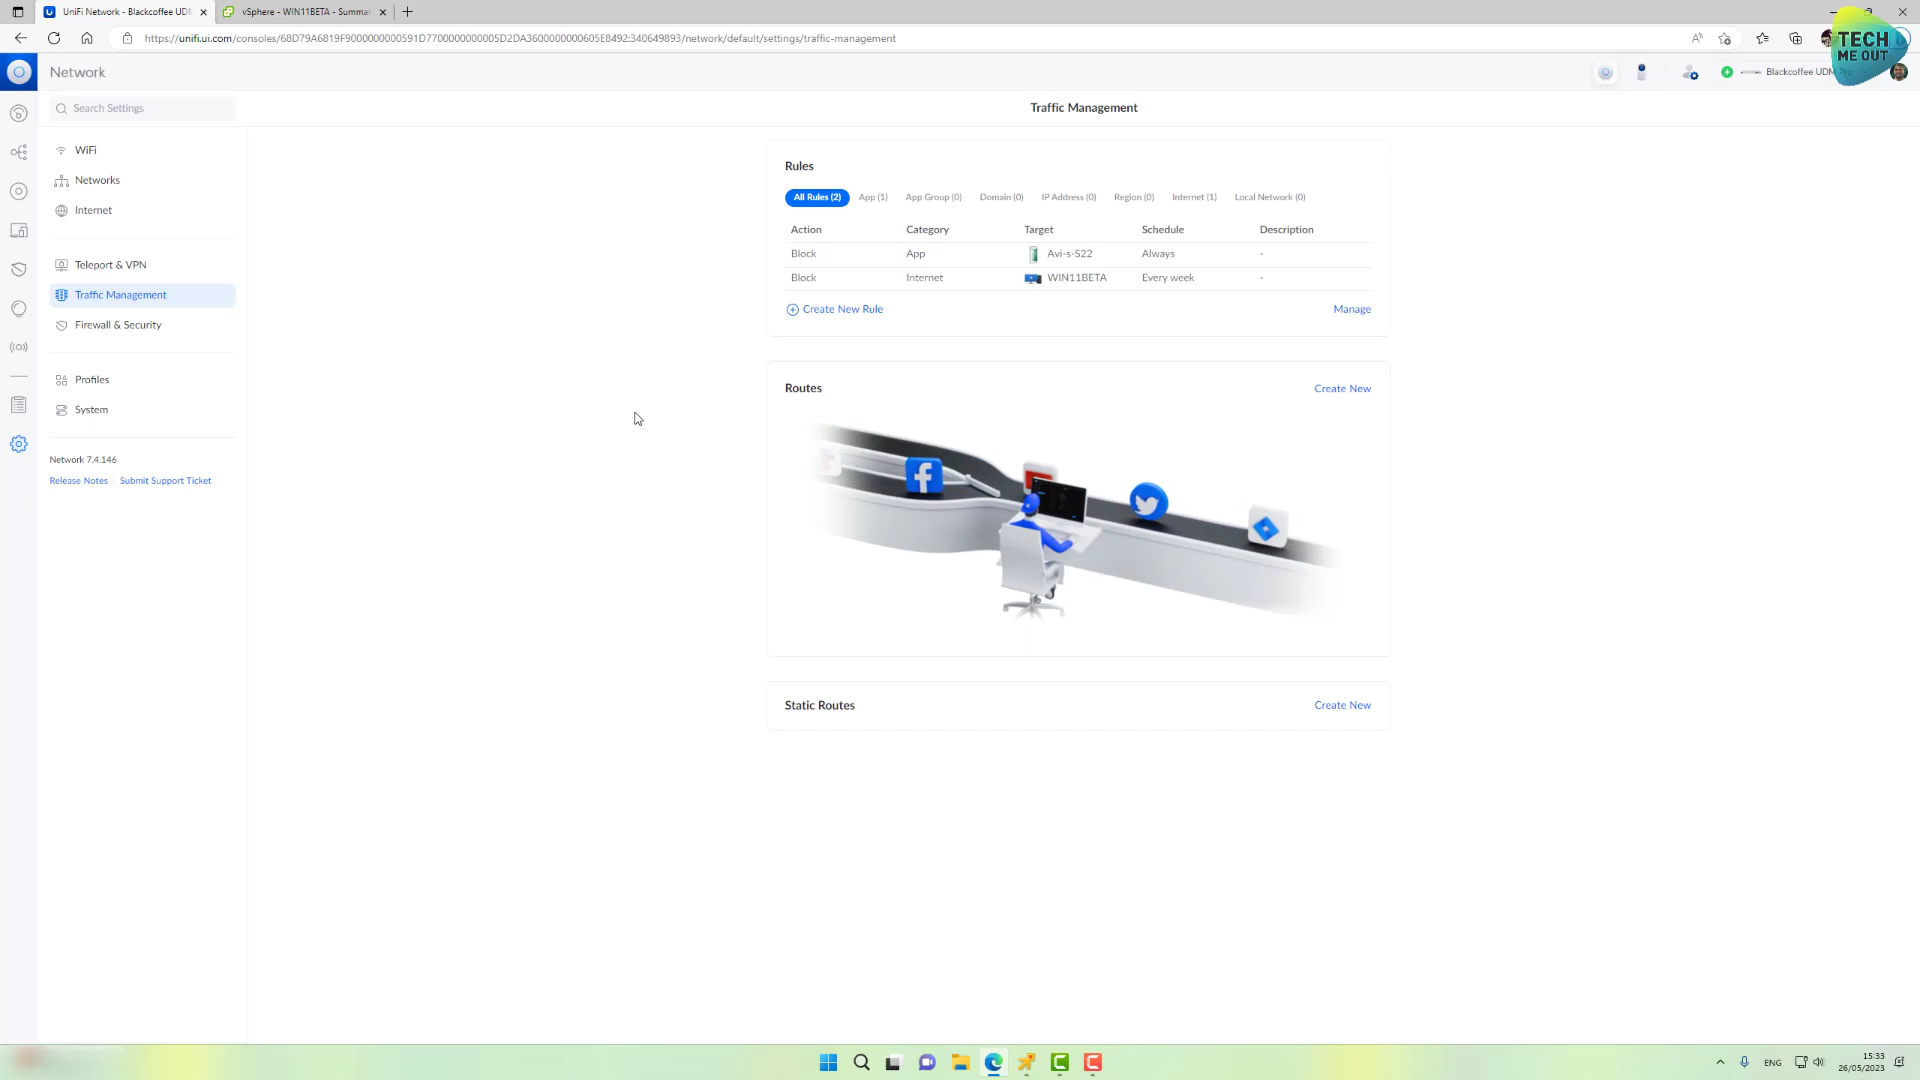 UniFi Network - Blackcoffee UDM
vSphere - WIN11BETA - Summar
https://unifi.ui.com/consoles/68D79A6819F9000000000591D7700000000005D2DA3600000000605E8492:340649893/network/default/settings/traffic-management
TECH
ME OUT
Network
Blackcoffee UDM
Search Settings
Traffic Management
WiFi
Networks
Internet
Teleport & VPN
Traffic Management
Firewall & Security
Profiles
System
Network 7.4.146
Release Notes Submit Support Ticket
Rules
All Rules (2) App (1) App Group (0) Domain (0) IP Address (0) Region (0) Internet (1) Local Network (0)
Action Category Target Schedule Description
Block App Avi-s-S22 Always -
Block Internet WIN11BETA Every week -
Create New Rule Manage
Routes Create New
Static Routes Create New
ENG
15:33
26/05/2023